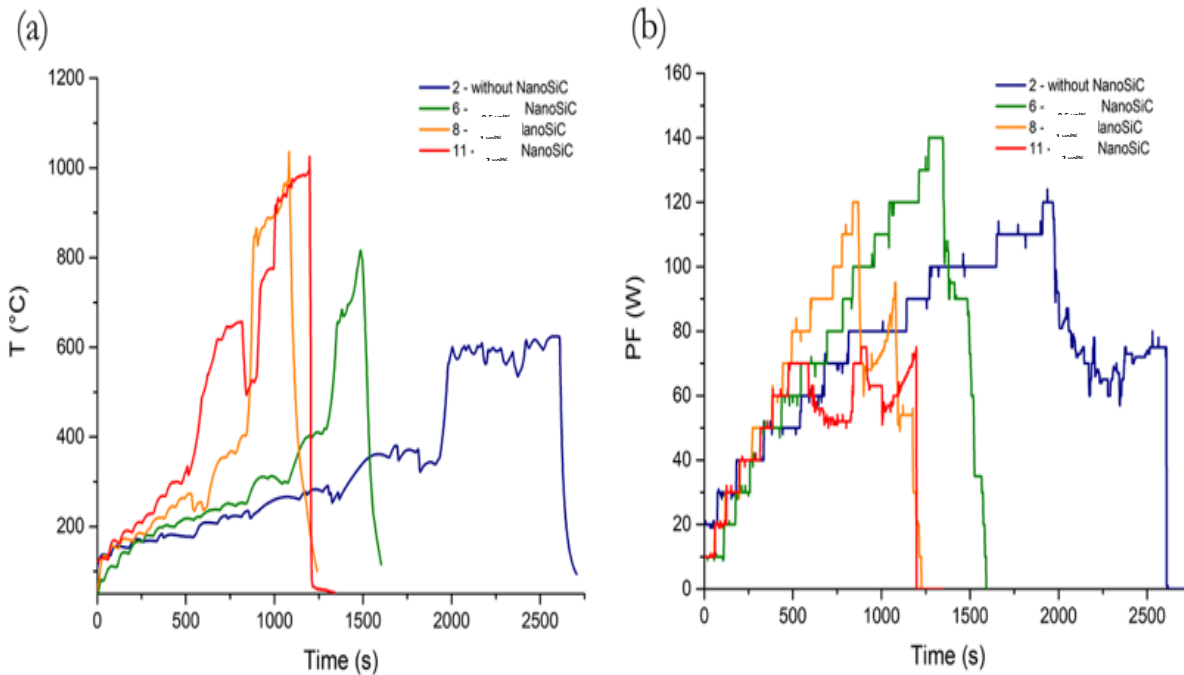 (a)
1200
1000
800
600
400
200
T (°C)
0
500
1000
1500
2000
2500
Time (s)
2 - without NanoSiC
6 - NanoSiC
8 - anoSiC
11 - NanoSiC
(b)
160
140
120
100
80
60
40
20
0
PF (W)
0
500
1000
1500
2000
2500
Time (s)
2 - without NanoSiC
6 - NanoSiC
8 - anoSiC
11 - NanoSiC